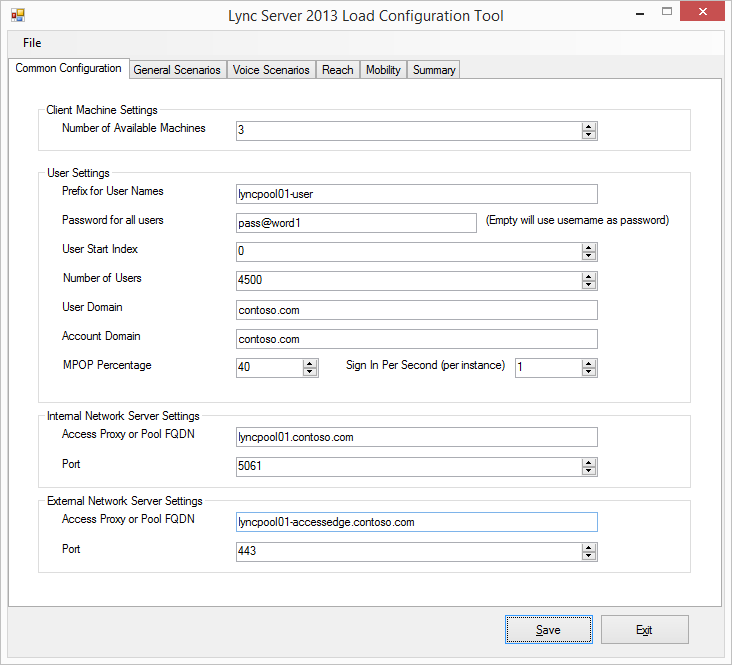 Lync Server 2013 Load Configuration Tool
File
Common Configuration General Scenarios Voice Scenarios Reach Mobility Summary
Client Machine Settings
Number of Available Machines 3
User Settings
Prefix for User Names lyncpool01-user
Password for all users pass@word1 (Empty will use username as password)
User Start Index 0
Number of Users 4500
User Domain contoso.com
Account Domain contoso.com
MPOP Percentage 40 Sign In Per Second (per instance) 1
Internal Network Server Settings
Access Proxy or Pool FQDN lyncpool01.contoso.com
Port 5061
External Network Server Settings
Access Proxy or Pool FQDN lyncpool01-accessedge.contoso.com
Port 443
Save Exit